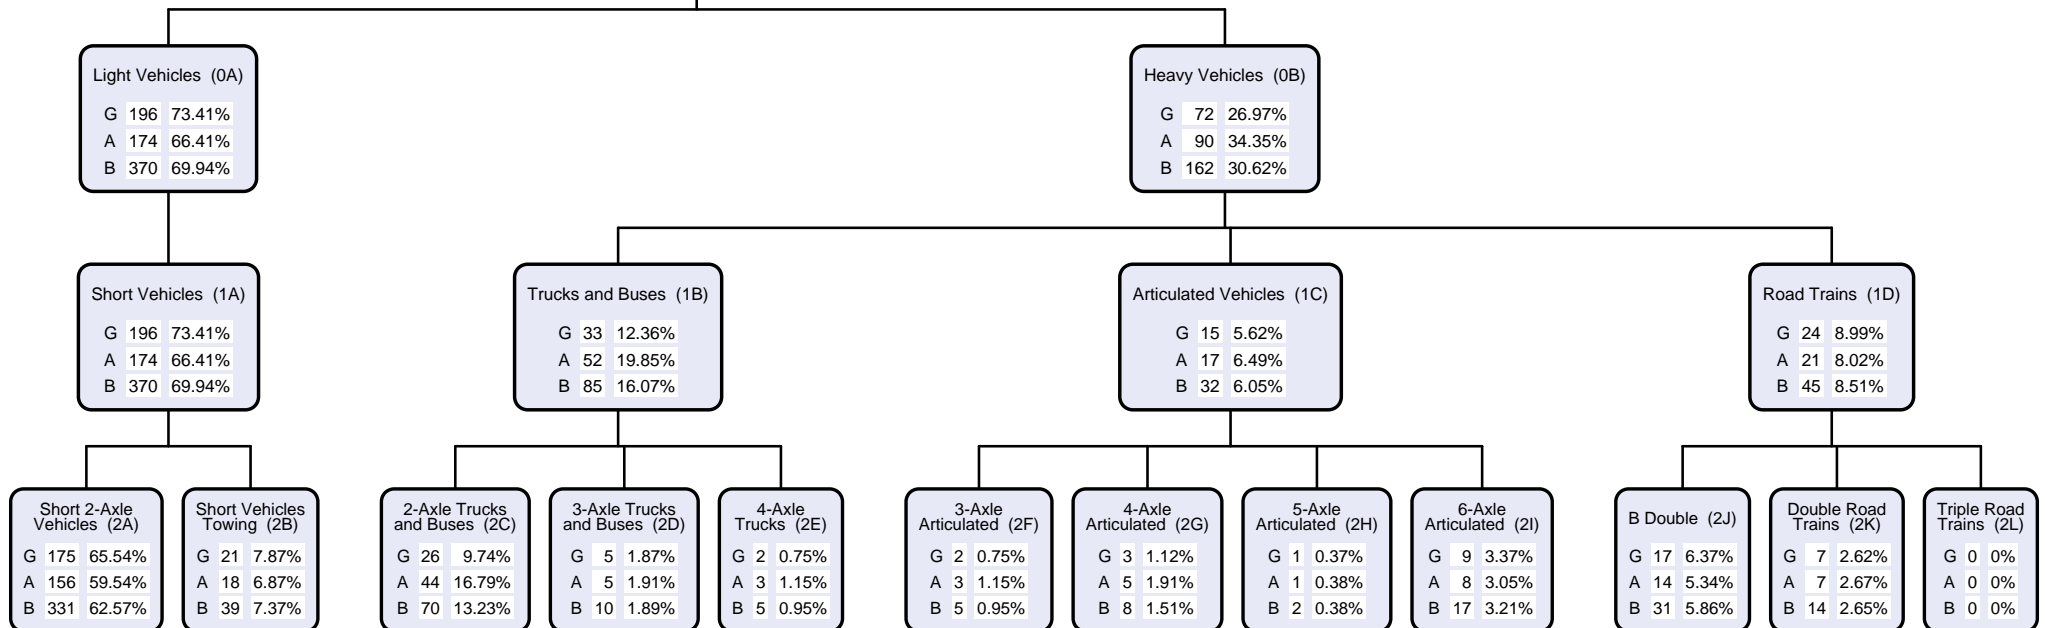 Light Vehicles (0A)
G 196 73.41%
A 174 66.41%
B 370 69.94%
Heavy Vehicles (0B)
G 72 26.97%
A 90 34.35%
B 162 30.62%
Short Vehicles (1A)
G 196 73.41%
A 174 66.41%
B 370 69.94%
Trucks and Buses (1B)
G 33 12.36%
A 52 19.85%
B 85 16.07%
Articulated Vehicles (1C)
G 15 5.62%
A 17 6.49%
B 32 6.05%
Road Trains (1D)
G 24 8.99%
A 21 8.02%
B 45 8.51%
Short 2-Axle
Vehicles (2A)
G 175 65.54%
A 156 59.54%
B 331 62.57%
Short Vehicles
Towing (2B)
G 21 7.87%
A 18 6.87%
B 39 7.37%
2-Axle Trucks
and Buses (2C)
G 26 9.74%
A 44 16.79%
B 70 13.23%
3-Axle Trucks
and Buses (2D)
G 5 1.87%
A 5 1.91%
B 10 1.89%
4-Axle
Trucks (2E)
G 2 0.75%
A 3 1.15%
B 5 0.95%
3-Axle
Articulated (2F)
G 2 0.75%
A 3 1.15%
B 5 0.95%
4-Axle
Articulated (2G)
G 3 1.12%
A 5 1.91%
B 8 1.51%
5-Axle
Articulated (2H)
G 1 0.37%
A 1 0.38%
B 2 0.38%
6-Axle
Articulated (2I)
G 9 3.37%
A 8 3.05%
B 17 3.21%
B Double (2J)
G 17 6.37%
A 14 5.34%
B 31 5.86%
Double Road
Trains (2K)
G 7 2.62%
A 7 2.67%
B 14 2.65%
Triple Road
Trains (2L)
G 0 0%
A 0 0%
B 0 0%